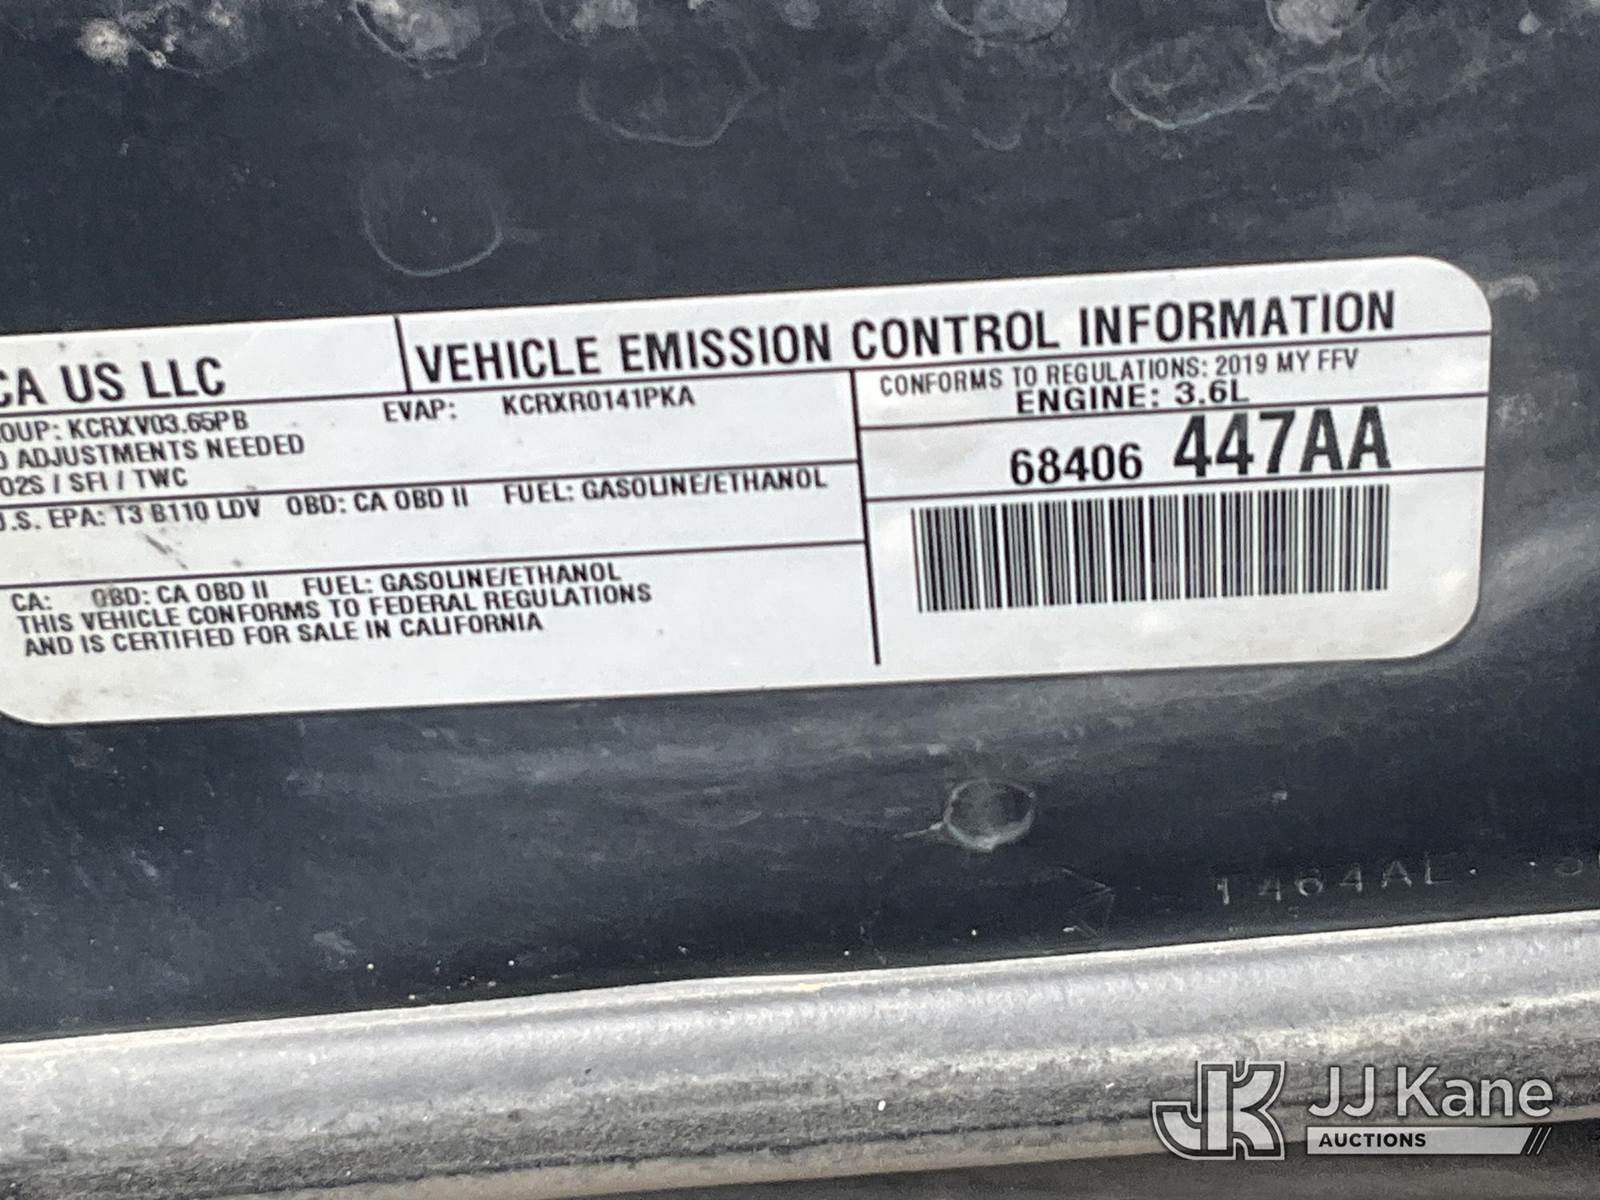 CA US LLC
VEHICLE EMISSION CONTROL INFORMATION
OUP: KCRXV03.65PB
EVAP: KCRXR0141PKA
CONFORMS TO REGULATIONS: 2019 MY FFV
ENGINE: 3.6L
O ADJUSTMENTS NEEDED
O2S / SFI / TWC
68406 447AA
U.S. EPA: T3 B110 LDV OBD: CA OBD II FUEL: GASOLINE/ETHANOL
CA: OBD: CA OBD II FUEL: GASOLINE/ETHANOL
THIS VEHICLE CONFORMS TO FEDERAL REGULATIONS
AND IS CERTIFIED FOR SALE IN CALIFORNIA
JK JJ Kane
AUCTIONS